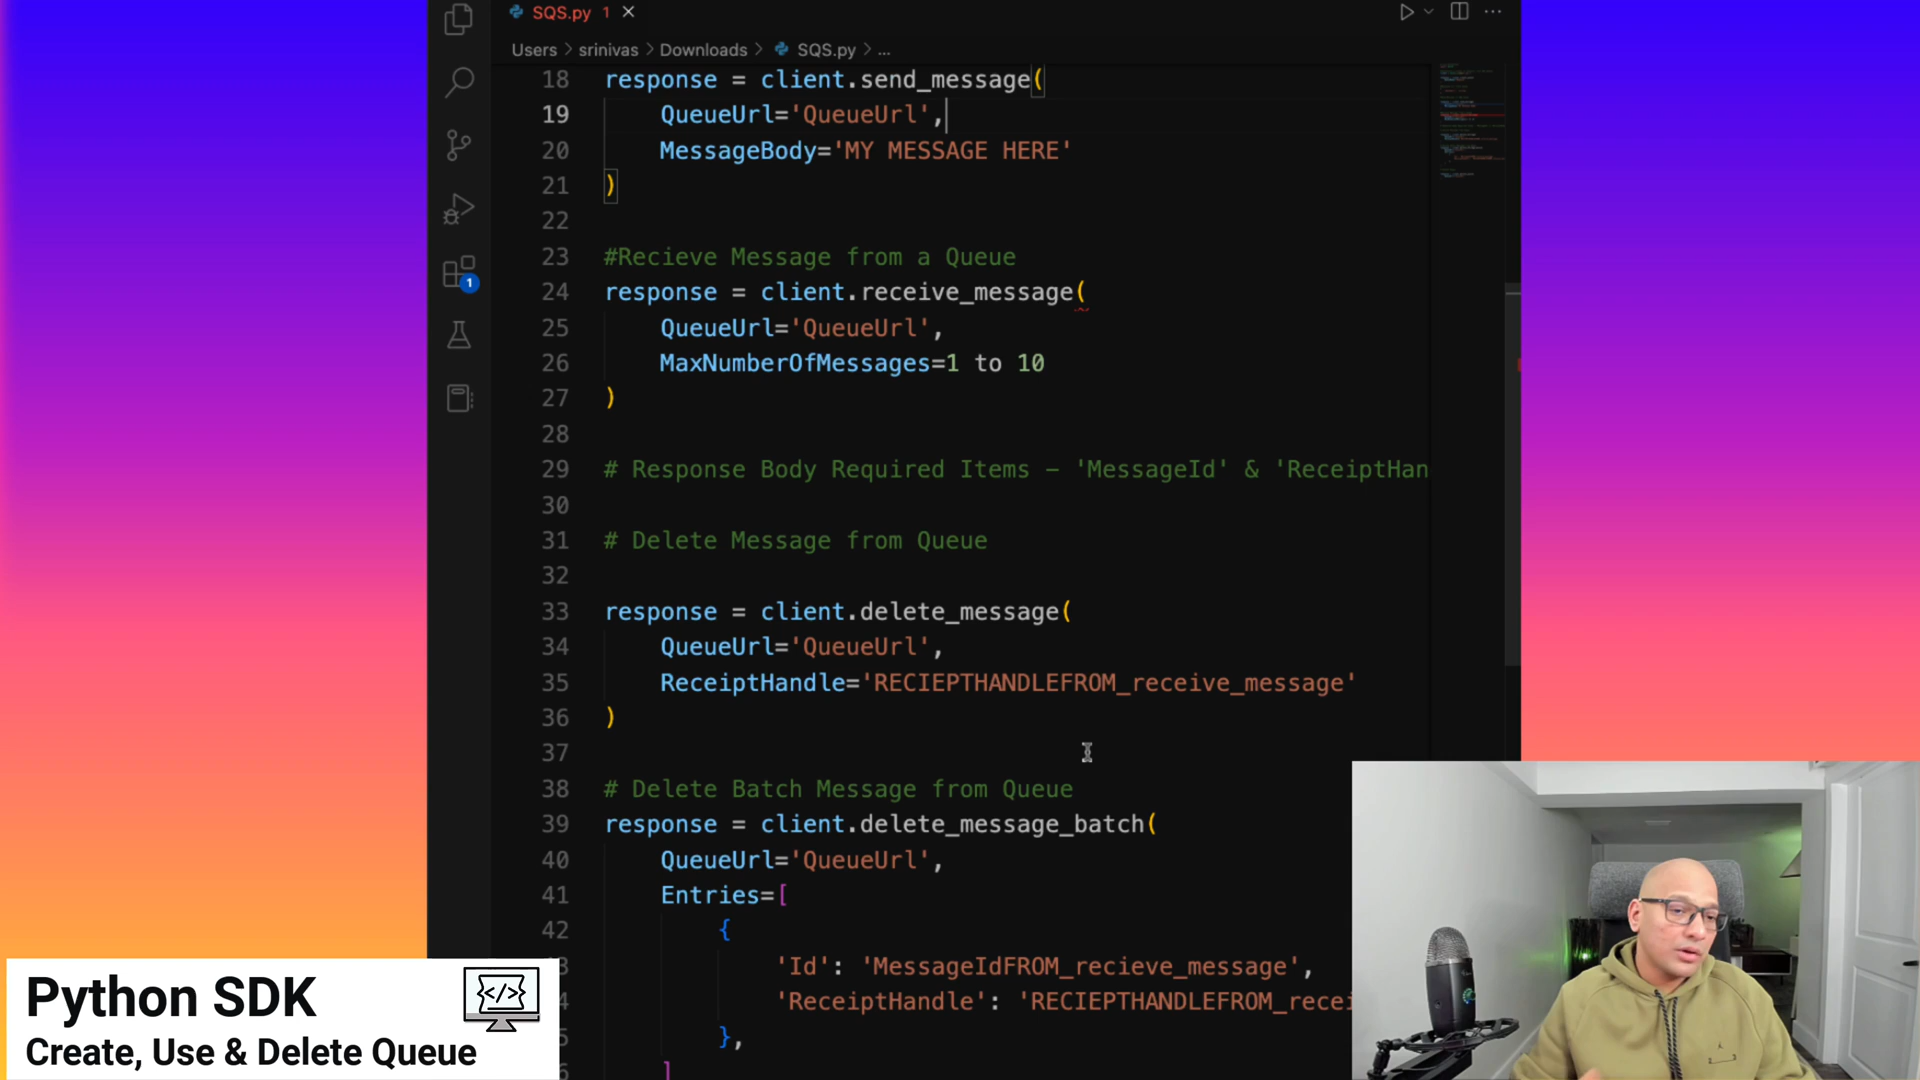 SQS.py 1
Users > srinivas > Downloads > SQS.py > ...
18 response = client.send_message(
19 QueueUrl='QueueUrl',
20 MessageBody='MY MESSAGE HERE'
21 )
22
23 #Recieve Message from a Queue
24 response = client.receive_message(
25 QueueUrl='QueueUrl',
26 MaxNumberOfMessages=1 to 10
27 )
28
29 # Response Body Required Items – 'MessageId' & 'ReceiptHan
30
31 # Delete Message from Queue
32
33 response = client.delete_message(
34 QueueUrl='QueueUrl',
35 ReceiptHandle='RECIEPTHANDLEFROM_receive_message'
36 )
37
38 # Delete Batch Message from Queue
39 response = client.delete_message_batch(
40 QueueUrl='QueueUrl',
41 Entries=[
42 {
'Id': 'MessageIdFROM_recieve_message',
'ReceiptHandle': 'RECIEPTHANDLEFROM_recei
},
]
1
Python SDK
</>
Create, Use & Delete Queue